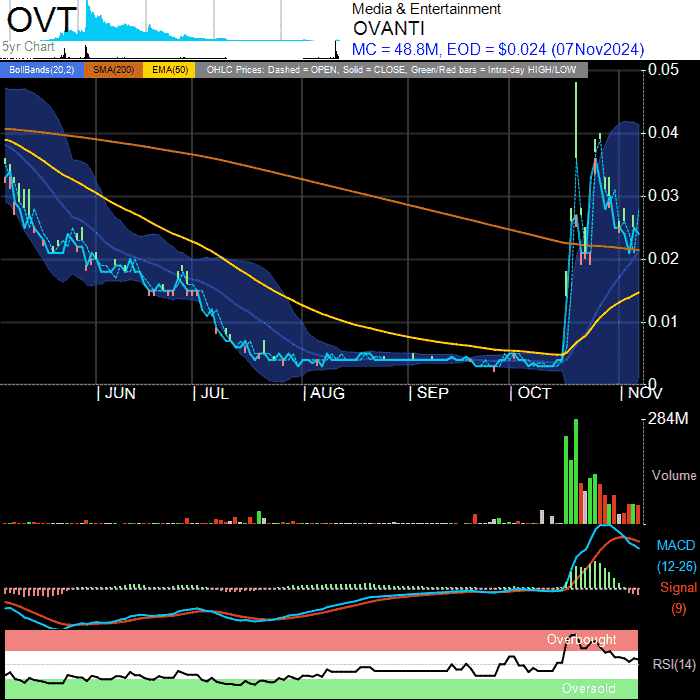 OVT
5yr Chart
Media & Entertainment
OVANTI
MC = 48.8M, EOD = $0.024 (07Nov2024)
BollBands(20,2) SMA(200) EMA(50) OHLC Prices: Dashed = OPEN, Solid = CLOSE, Green/Red bars = Intra-day HIGH/LOW
0.05
0.04
0.03
0.02
0.01
0
JUN JUL AUG SEP OCT NOV
284M
Volume
MACD
(12-26)
Signal
(9)
Overbought
RSI(14)
Oversold